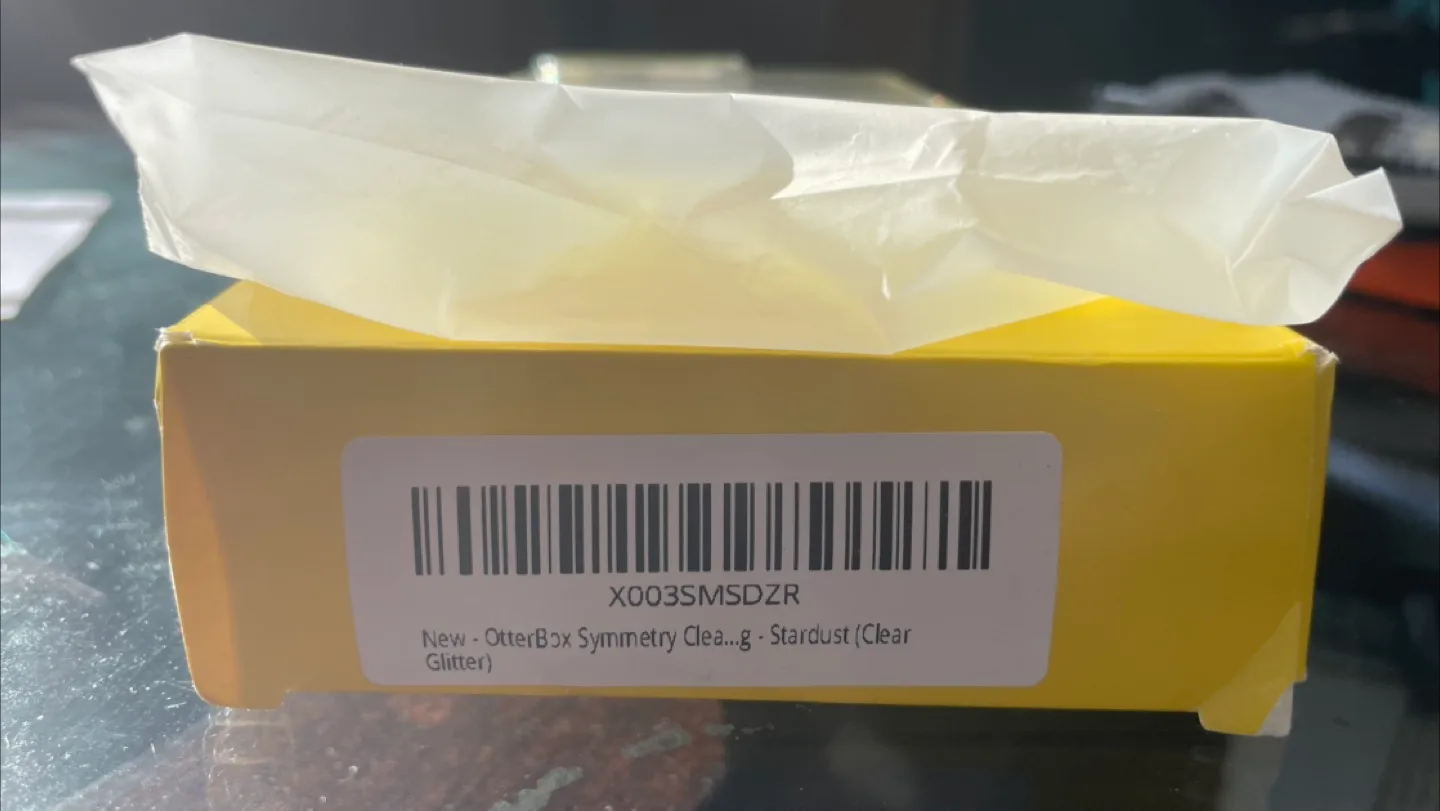 X003SMSDZR
New - OtterBox Symmetry Clea...g - Stardust (Clear
Glitter)